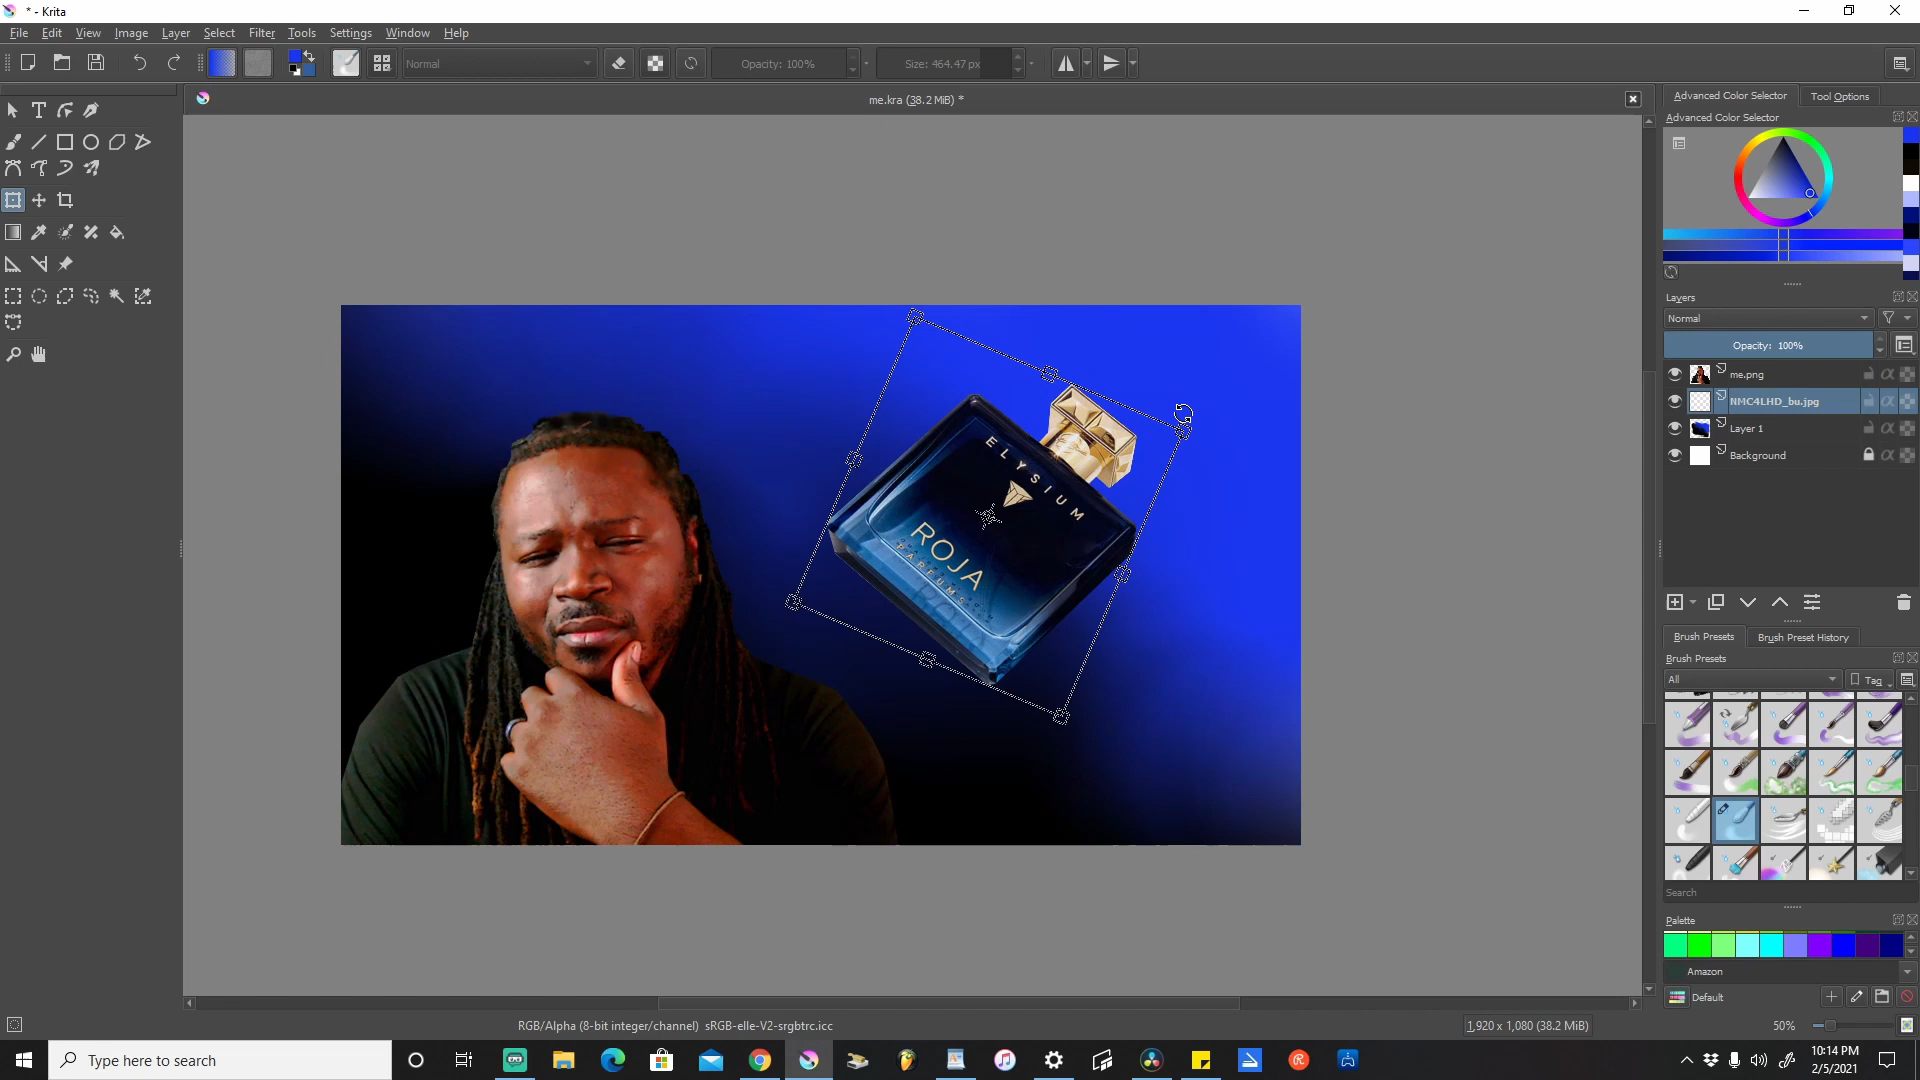 * - Krita
File Edit View Image Layer Select Filter Tools Settings Window Help
Normal
Opacity: 100%
Size: 464.47 px
me.kra (38.2 MiB) *
Advanced Color Selector
Tool Options
Advanced Color Selector
Layers
Normal
Opacity: 100%
me.png
NMC4LHD_bu.jpg
Layer 1
Background
ELYSIUM
ROJA
PARFUMS
Brush Presets
Brush Preset History
Brush Presets
All
Tag
Search
Palette
Amazon
Default
RGB/Alpha (8-bit integer/channel) sRGB-elle-V2-srgbtrc.icc
1,920 x 1,080 (38.2 MiB)
50%
Type here to search
10:14 PM
2/5/2021